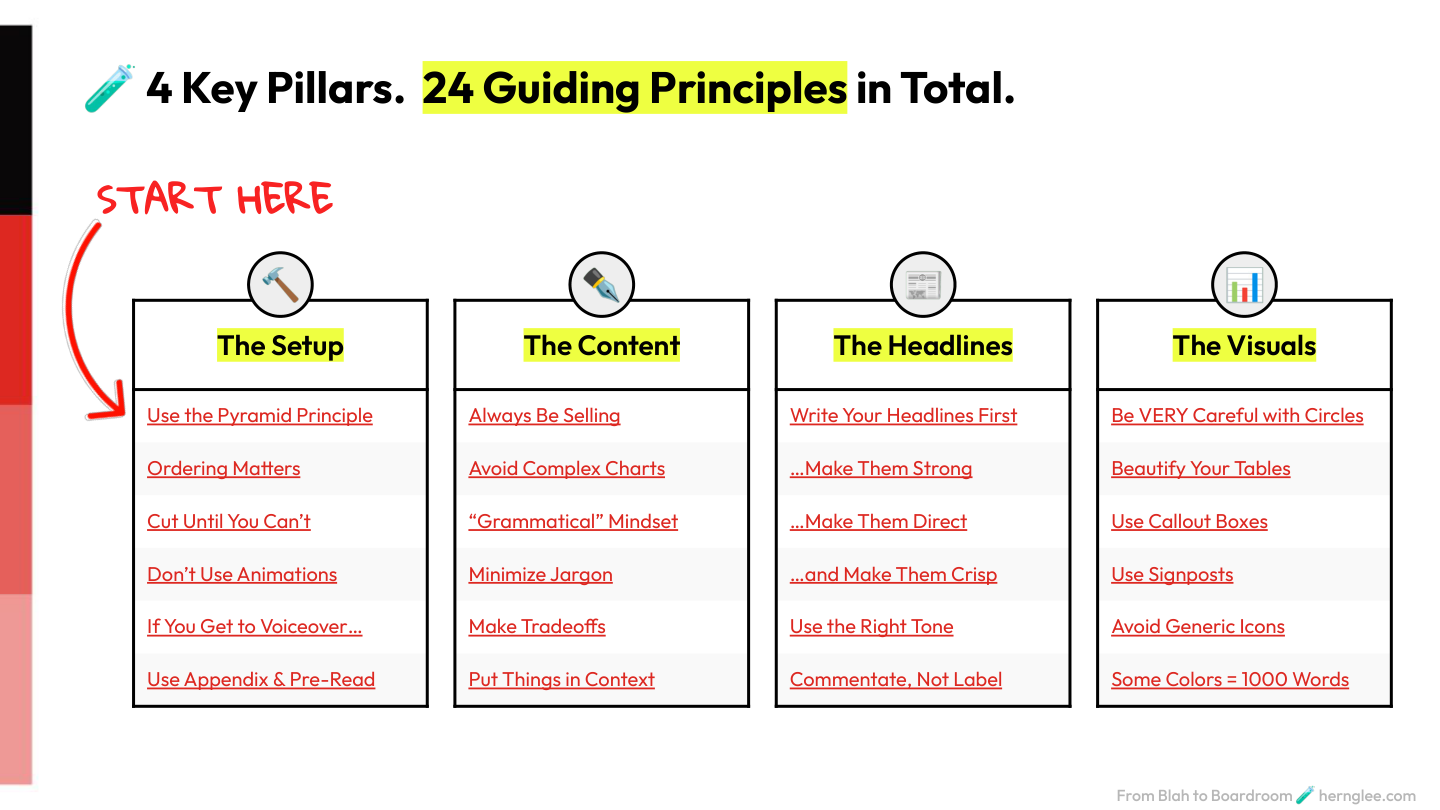 4 Key Pillars. 24 Guiding Principles in Total.
START HERE
The Setup
Use the Pyramid Principle
Ordering Matters
Cut Until You Can’t
Don’t Use Animations
If You Get to Voiceover…
Use Appendix & Pre-Read
The Content
Always Be Selling
Avoid Complex Charts
“Grammatical” Mindset
Minimize Jargon
Make Tradeoffs
Put Things in Context
The Headlines
Write Your Headlines First
…Make Them Strong
…Make Them Direct
…and Make Them Crisp
Use the Right Tone
Commentate, Not Label
The Visuals
Be VERY Careful with Circles
Beautify Your Tables
Use Callout Boxes
Use Signposts
Avoid Generic Icons
Some Colors = 1000 Words
From Blah to Boardroom hernglee.com